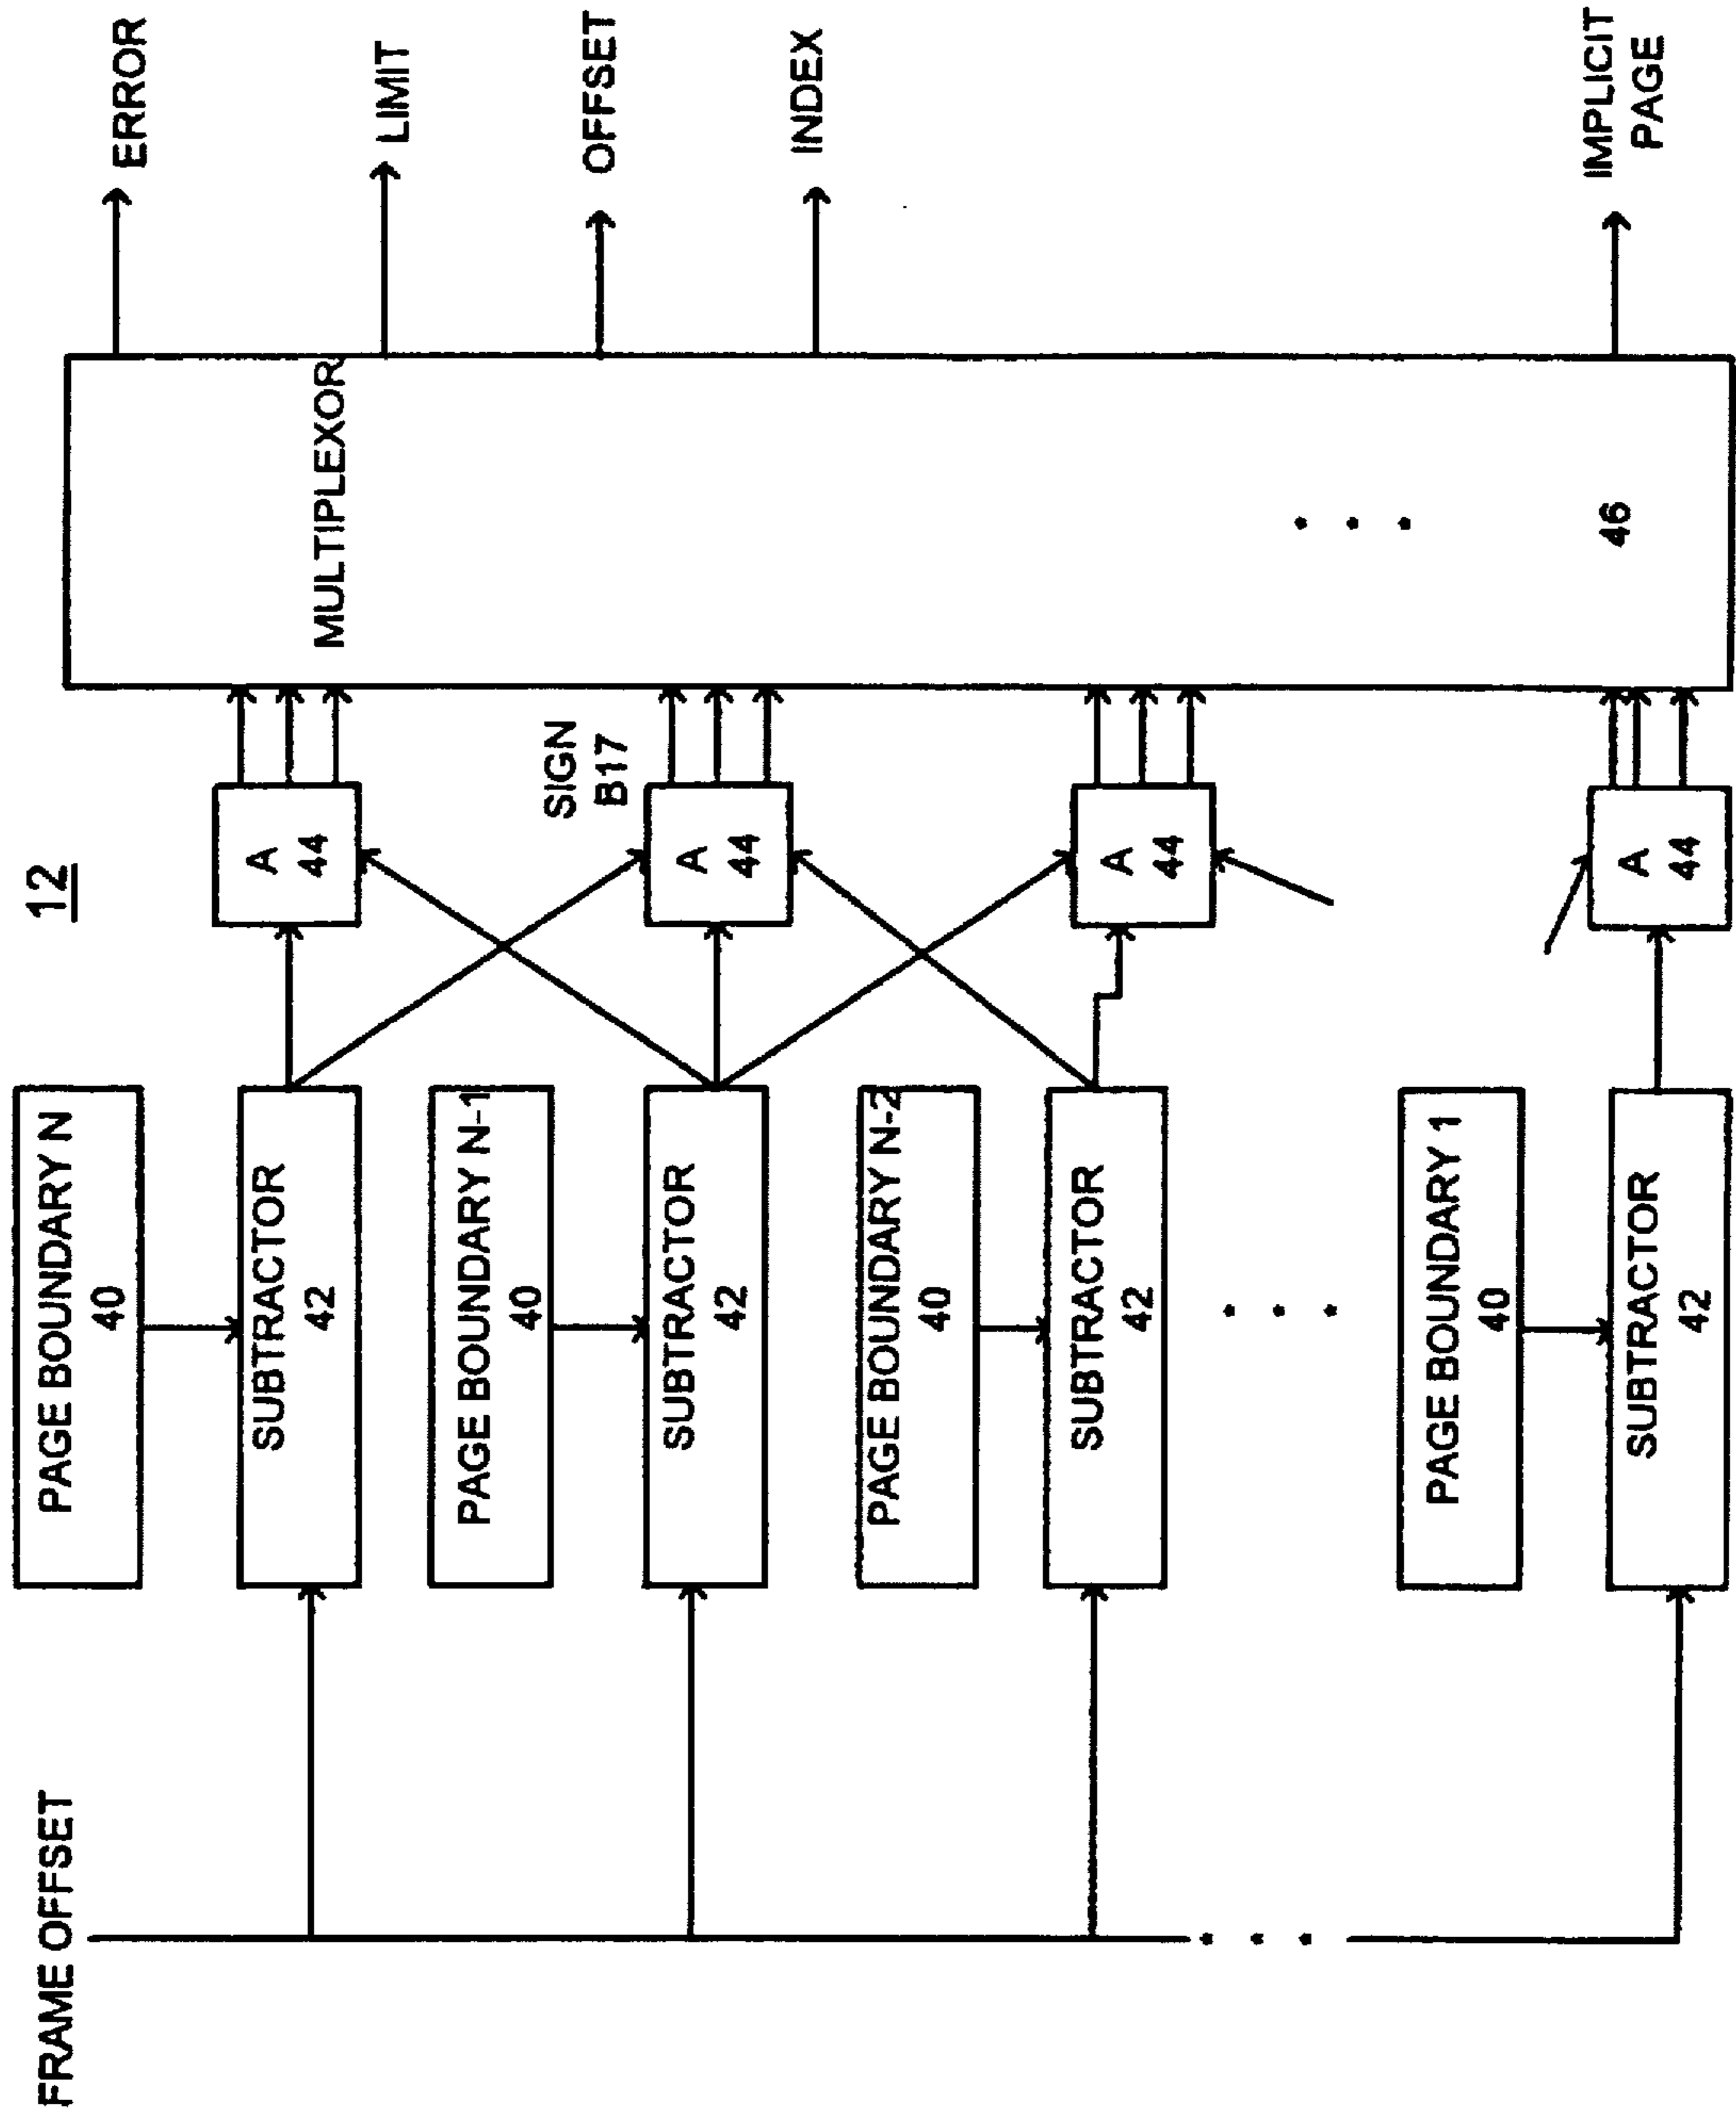 12
FRAME OFFSET
PAGE BOUNDARY N
40
SUBTRACTOR
42
A
44
PAGE BOUNDARY N-1
40
SUBTRACTOR
42
SIGN
B17
A
44
PAGE BOUNDARY N-2
40
SUBTRACTOR
42
A
44
PAGE BOUNDARY 1
40
SUBTRACTOR
42
A
44
MULTIPLEXOR
46
ERROR
LIMIT
OFFSET
INDEX
IMPLICIT
PAGE